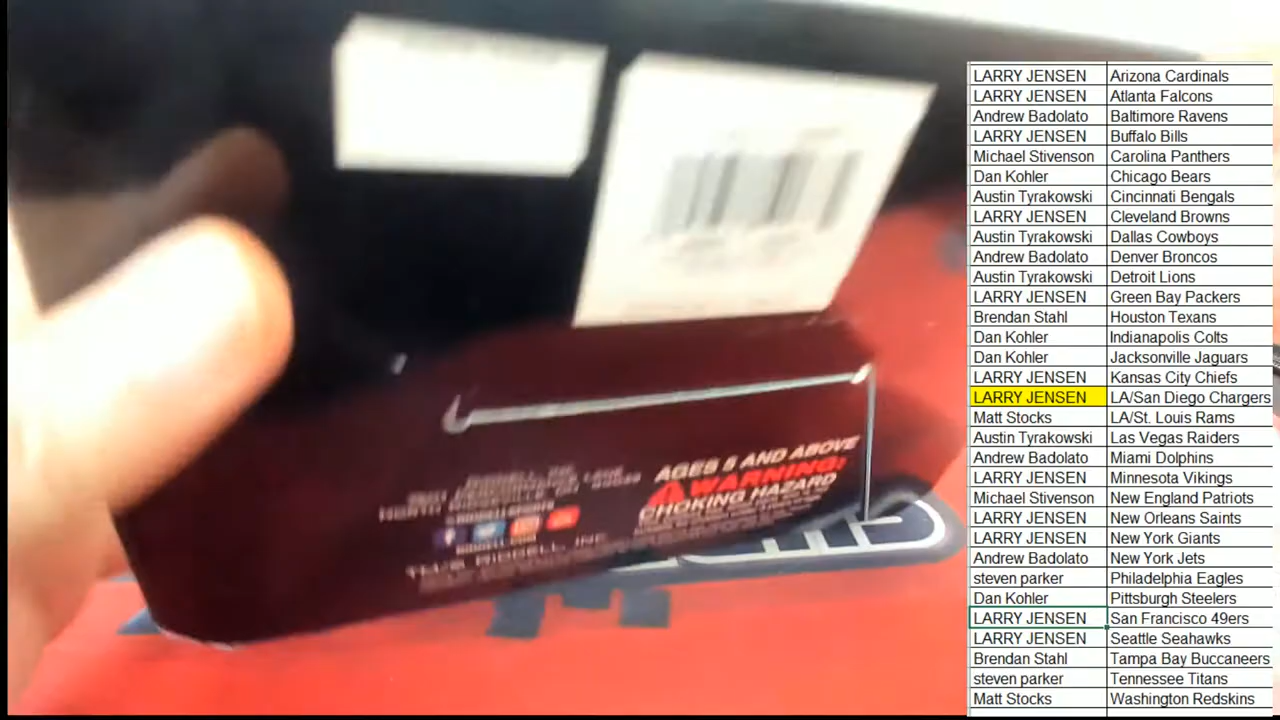 LARRY JENSEN Arizona Cardinals
LARRY JENSEN Atlanta Falcons
Andrew Badolato Baltimore Ravens
LARRY JENSEN Buffalo Bills
Michael Stivenson Carolina Panthers
Dan Kohler Chicago Bears
Austin Tyrakowski Cincinnati Bengals
LARRY JENSEN Cleveland Browns
Austin Tyrakowski Dallas Cowboys
Andrew Badolato Denver Broncos
Austin Tyrakowski Detroit Lions
LARRY JENSEN Green Bay Packers
Brendan Stahl Houston Texans
Dan Kohler Indianapolis Colts
Dan Kohler Jacksonville Jaguars
LARRY JENSEN Kansas City Chiefs
LARRY JENSEN LA/San Diego Chargers
Matt Stocks LA/St. Louis Rams
Austin Tyrakowski Las Vegas Raiders
Andrew Badolato Miami Dolphins
LARRY JENSEN Minnesota Vikings
Michael Stivenson New England Patriots
LARRY JENSEN New Orleans Saints
LARRY JENSEN New York Giants
Andrew Badolato New York Jets
steven parker Philadelphia Eagles
Dan Kohler Pittsburgh Steelers
LARRY JENSEN San Francisco 49ers
LARRY JENSEN Seattle Seahawks
Brendan Stahl Tampa Bay Buccaneers
steven parker Tennessee Titans
Matt Stocks Washington Redskins
AGES 5 AND ABOVE
WARNING:
CHOKING HAZARD
RIDDELL, INC